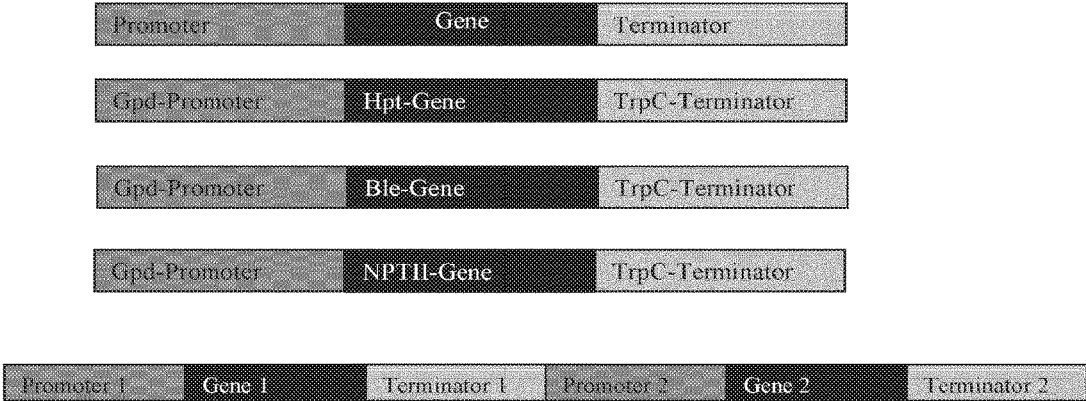 Promoter Gene Terminator
Gpd-Promoter Hpt-Gene TrpC-Terminator
Gpd-Promoter Ble-Gene TrpC-Terminator
Gpd-Promoter NPTII-Gene TrpC-Terminator
Promoter 1 Gene 1 Terminator 1 Promoter 2 Gene 2 Terminator 2